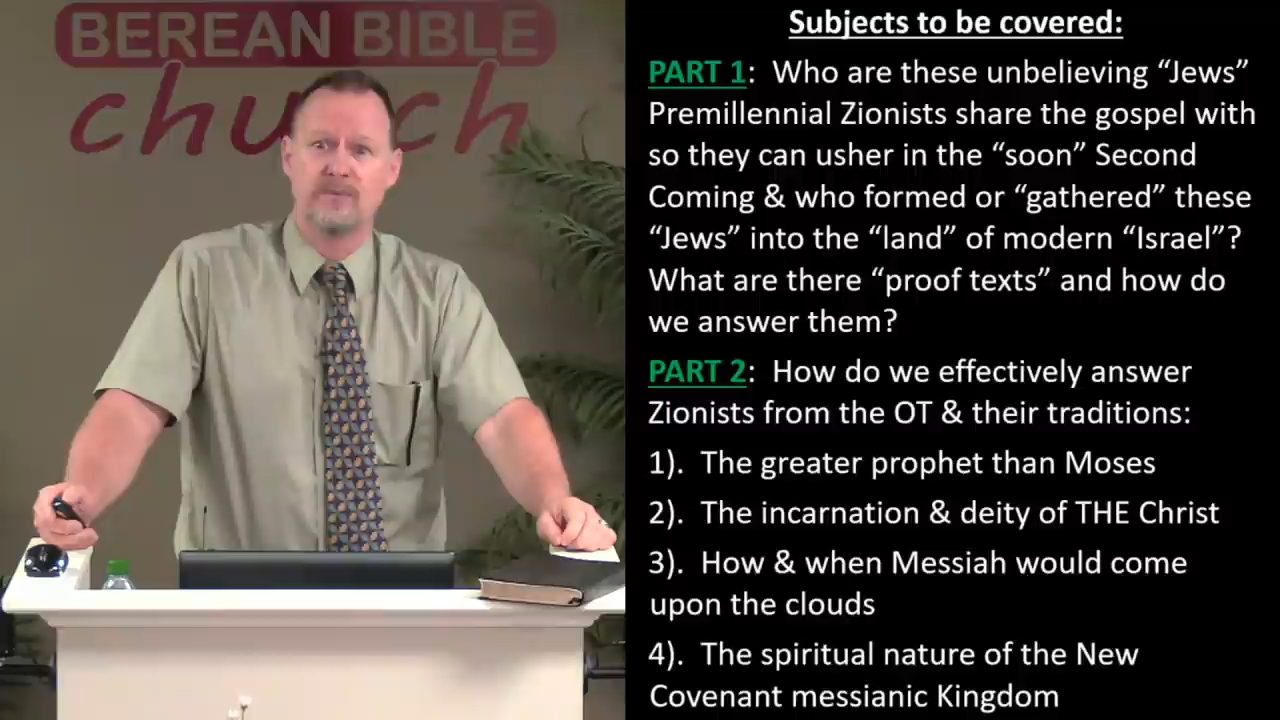 BEREAN BIBLE
church
Subjects to be covered:
PART 1: Who are these unbelieving “Jews”
Premillennial Zionists share the gospel with
so they can usher in the “soon” Second
Coming & who formed or “gathered” these
“Jews” into the “land” of modern “Israel”?
What are there “proof texts” and how do
we answer them?
PART 2: How do we effectively answer
Zionists from the OT & their traditions:
1). The greater prophet than Moses
2). The incarnation & deity of THE Christ
3). How & when Messiah would come
upon the clouds
4). The spiritual nature of the New
Covenant messianic Kingdom